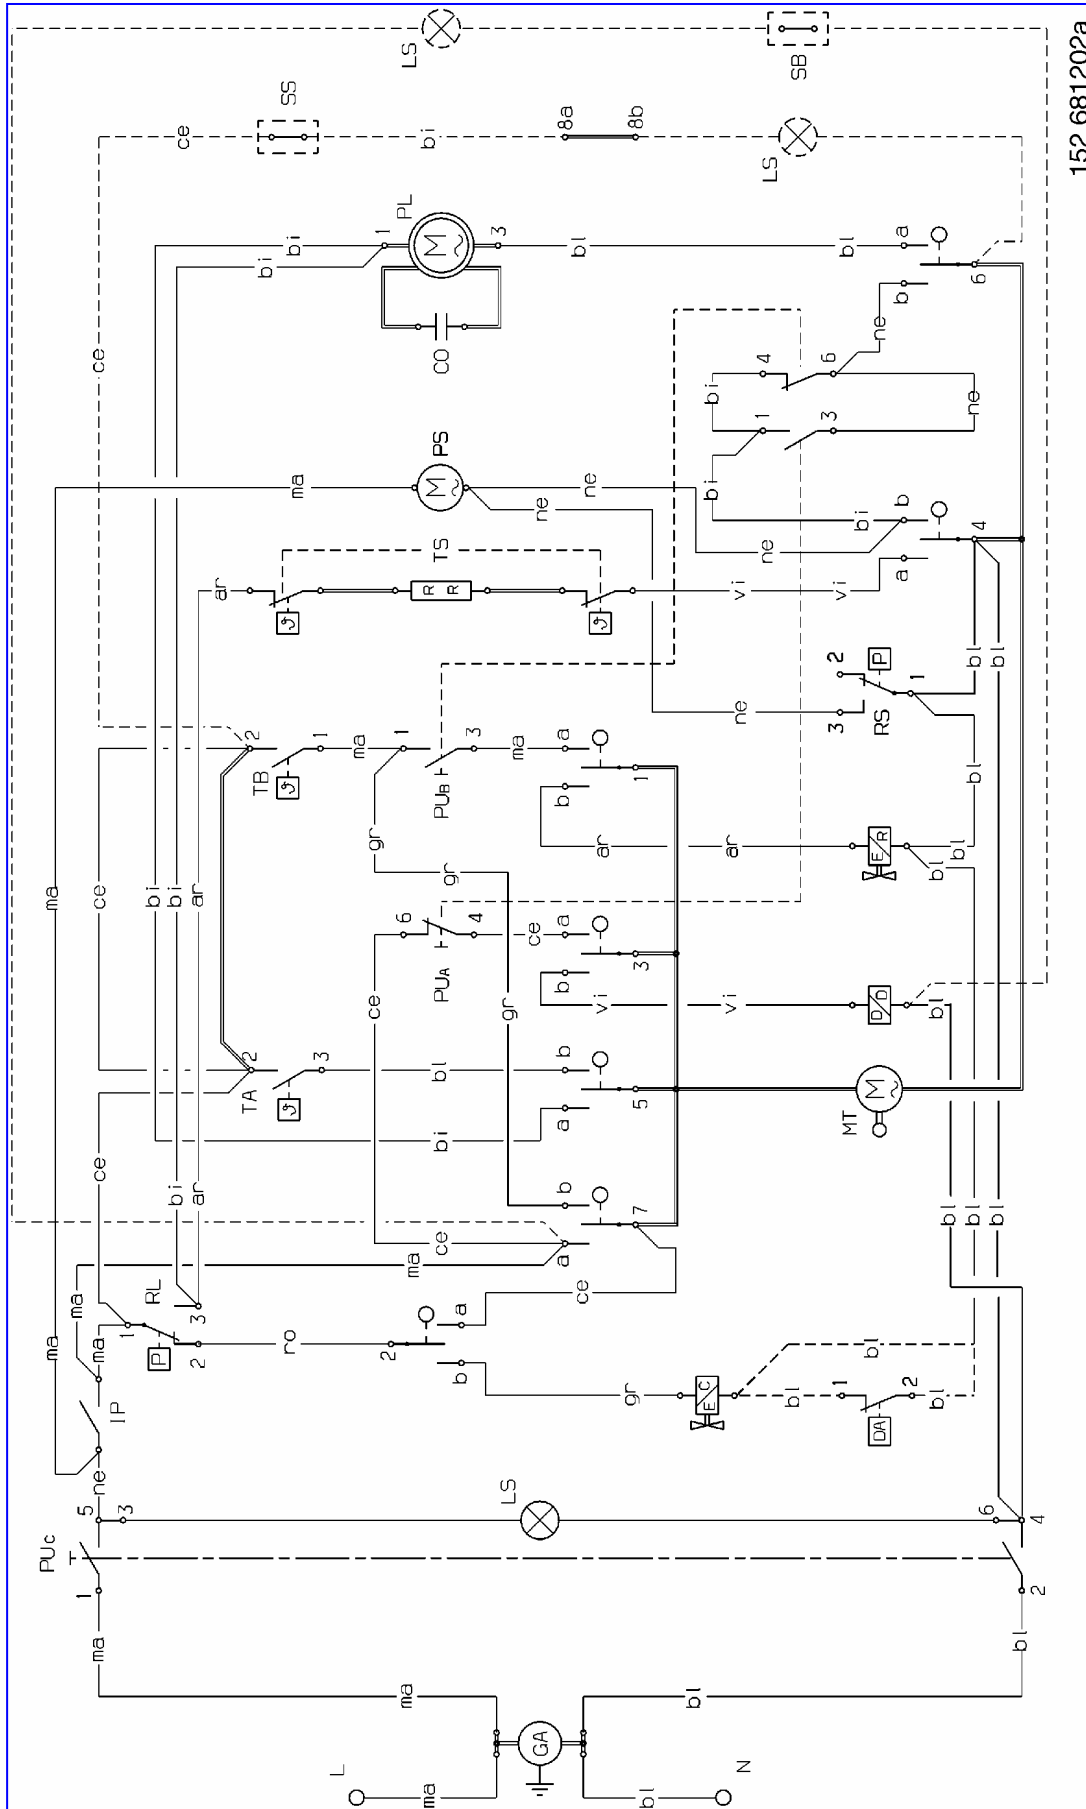 152 681202a
LS
SB
SS
ce
bi
8a
8b
LS
PL
1
3
bi
bi
bl
bl
a
b
6
CO
ce
ne
4
6
bi
1
3
ne
PS
ma
ne
ne
bi
bi
b
a
4
ne
TS
ar
ϑ
R
R
ϑ
vi
vi
2
P
1
3
RS
bl
bl
ne
2
1
TB
ϑ
ma
1
3
PUB
ma
a
b
1
bl
gr
gr
ar
ar
E
R
bl
bl
ma
ce
bi
bi
ar
6
4
PUA
ce
ce
a
b
3
gr
vi
vi
D
D
bl
2
3
TA
ϑ
bl
b
a
5
M
MT
bi
ce
bi
ar
b
7
a
ce
ma
bl
bl
bl
RL
3
1
P
2
ma
ma
ma
ro
2
a
b
ce
gr
E
C
bl
bl
1
2
DA
bl
IP
ne
5
3
LS
6
4
PUC
1
2
ma
bl
ma
bl
GA
L
N
ma
bl